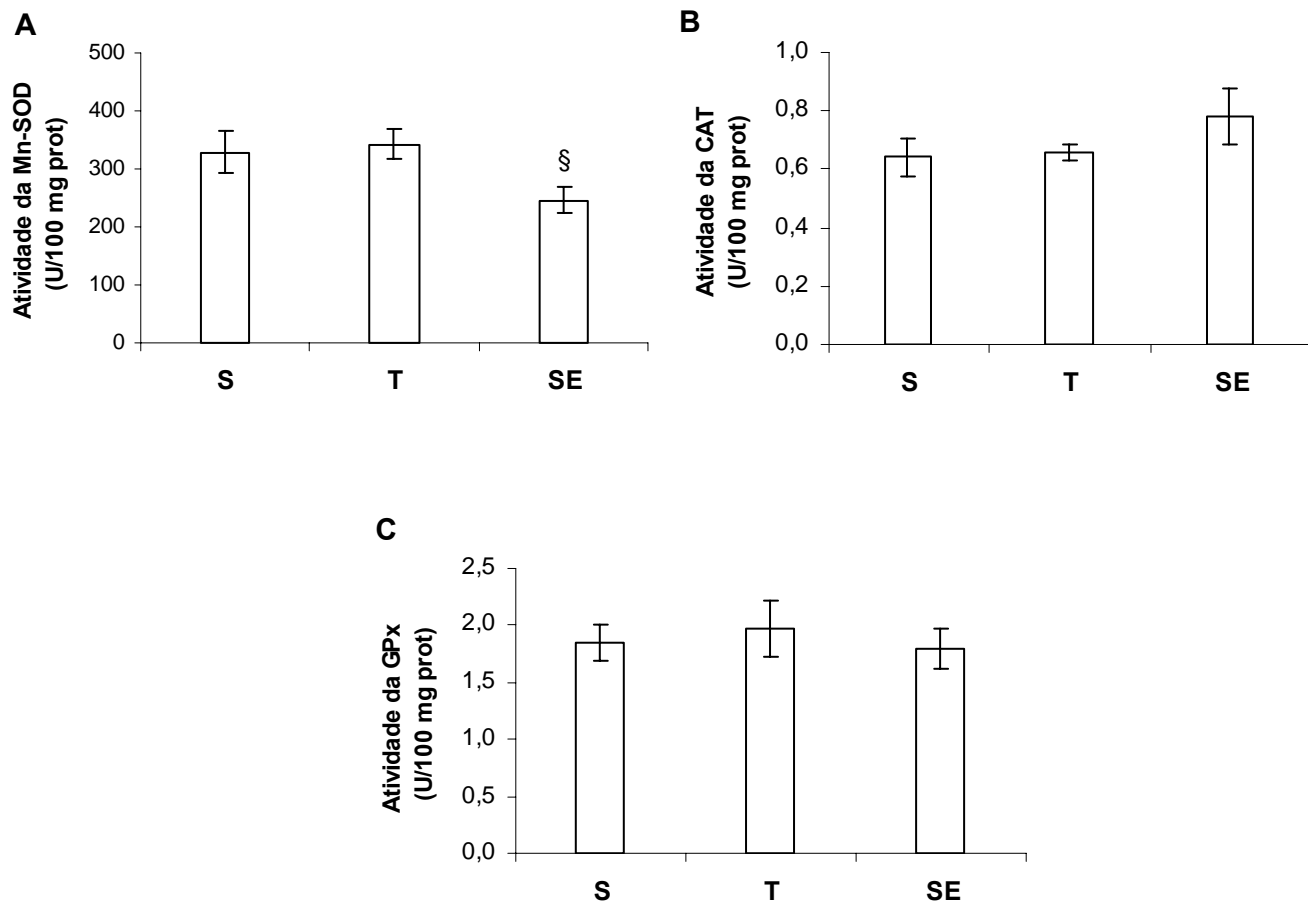 A
Atividade da Mn-SOD
(U/100 mg prot)
500
400
300
200
100
0
§
S T SE
B
Atividade da CAT
(U/100 mg prot)
1,0
0,8
0,6
0,4
0,2
0,0
S T SE
C
Atividade da GPx
(U/100 mg prot)
2,5
2,0
1,5
1,0
0,5
0,0
S T SE